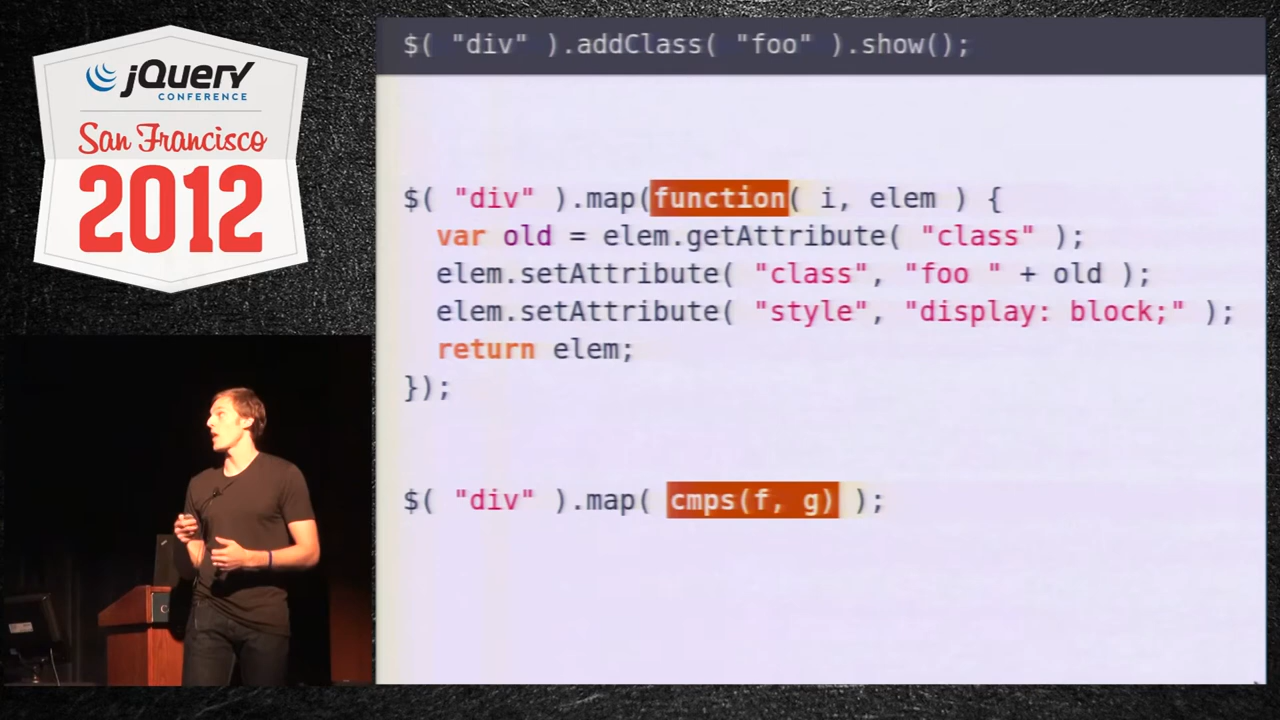 jQuery
CONFERENCE
San Francisco
2012
$( "div" ).addClass( "foo" ).show();
$( "div" ).map(function( i, elem ) {
  var old = elem.getAttribute( "class" );
  elem.setAttribute( "class", "foo " + old );
  elem.setAttribute( "style", "display: block;" );
  return elem;
});
$( "div" ).map( cmps(f, g) );